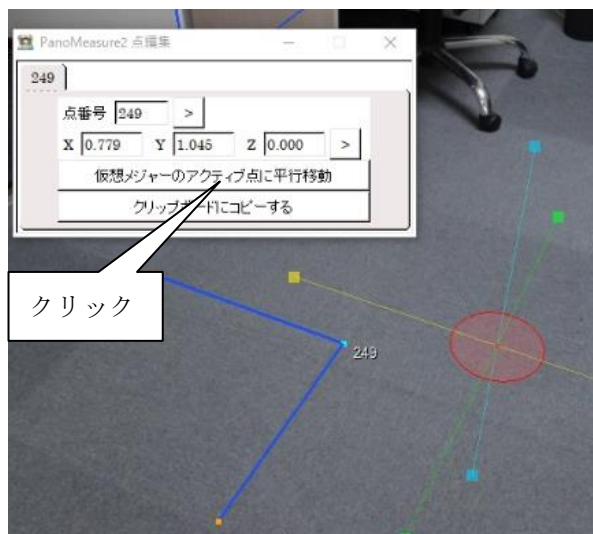 PanoMeasure2 点編集
249
点番号 249 >
X 0.779 Y 1.045 Z 0.000 >
仮想メジャーのアクティブ点に平行移動
クリップボードにコピーする
クリック
249